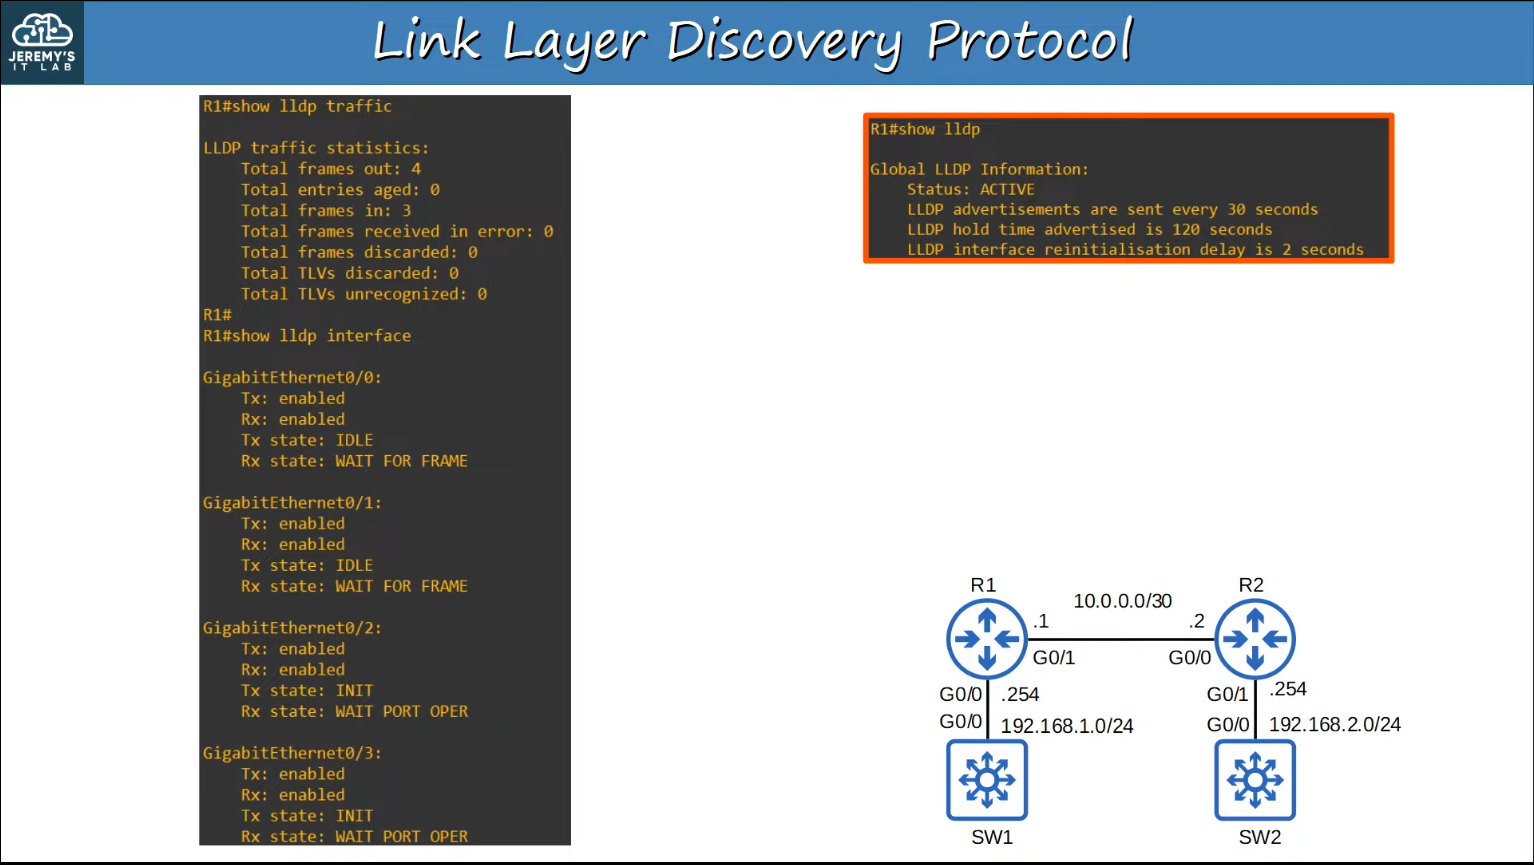 JEREMY'S
IT LAB
Link Layer Discovery Protocol
R1#show lldp traffic
LLDP traffic statistics:
Total frames out: 4
Total entries aged: 0
Total frames in: 3
Total frames received in error: 0
Total frames discarded: 0
Total TLVs discarded: 0
Total TLVs unrecognized: 0
R1#
R1#show lldp interface
GigabitEthernet0/0:
Tx: enabled
Rx: enabled
Tx state: IDLE
Rx state: WAIT FOR FRAME
GigabitEthernet0/1:
Tx: enabled
Rx: enabled
Tx state: IDLE
Rx state: WAIT FOR FRAME
GigabitEthernet0/2:
Tx: enabled
Rx: enabled
Tx state: INIT
Rx state: WAIT PORT OPER
GigabitEthernet0/3:
Tx: enabled
Rx: enabled
Tx state: INIT
Rx state: WAIT PORT OPER
R1#show lldp
Global LLDP Information:
Status: ACTIVE
LLDP advertisements are sent every 30 seconds
LLDP hold time advertised is 120 seconds
LLDP interface reinitialisation delay is 2 seconds
R1
R2
10.0.0.0/30
.1
.2
G0/1
G0/0
G0/0
.254
G0/1
.254
G0/0
192.168.1.0/24
G0/0
192.168.2.0/24
SW1
SW2